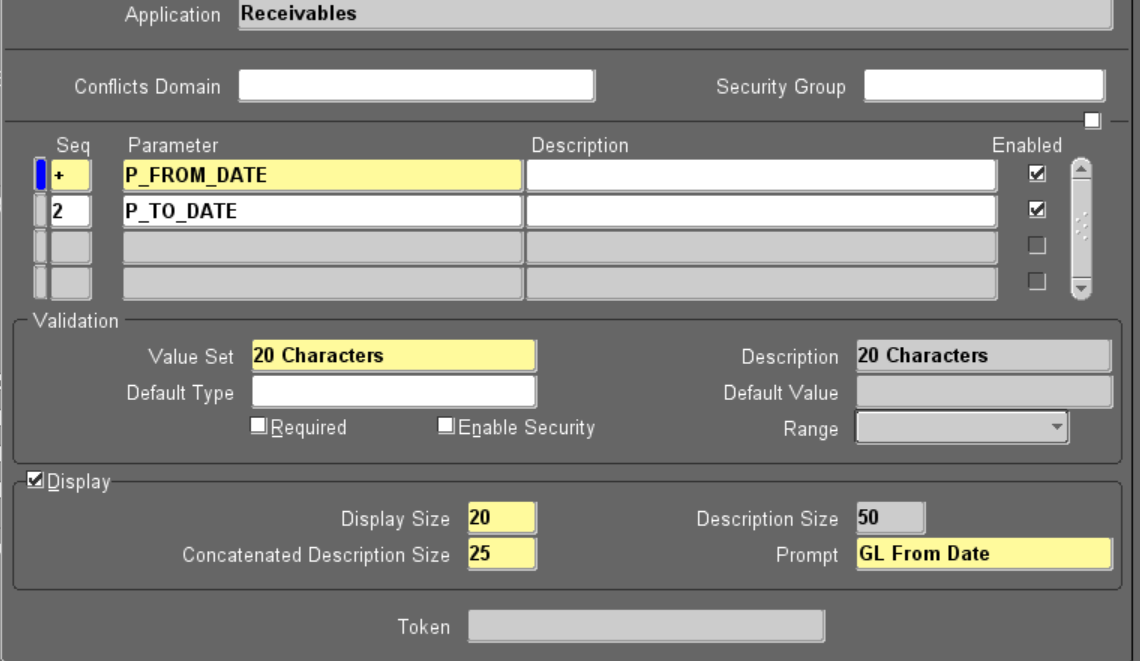 Application Receivables
Conflicts Domain Security Group
Seq Parameter Description Enabled
+ P_FROM_DATE
2 P_TO_DATE
Validation
Value Set 20 Characters Description 20 Characters
Default Type Default Value
Required Enable Security Range
Display
Display Size 20 Description Size 50
Concatenated Description Size 25 Prompt GL From Date
Token